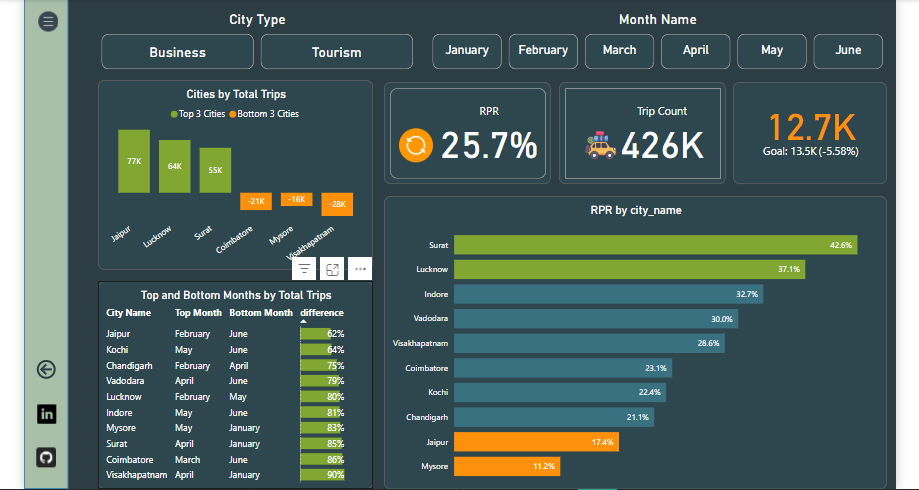 City Type
Month Name
Business
Tourism
January
February
March
April
May
June
Cities by Total Trips
Top 3 Cities Bottom 3 Cities
77K
64K
55K
-21K
-16K
-28K
Jaipur
Lucknow
Surat
Coimbatore
Mysore
Visakhapatnam
RPR
25.7%
Trip Count
426K
12.7K
Goal: 13.5K (-5.58%)
Top and Bottom Months by Total Trips
City Name Top Month Bottom Month difference
Jaipur February June 62%
Kochi May June 64%
Chandigarh February April 75%
Vadodara April June 79%
Lucknow February May 80%
Indore May June 81%
Mysore May January 83%
Surat April January 85%
Coimbatore March June 86%
Visakhapatnam April January 90%
RPR by city_name
Surat 42.6%
Lucknow 37.1%
Indore 32.7%
Vadodara 30.0%
Visakhapatnam 28.6%
Coimbatore 23.1%
Kochi 22.4%
Chandigarh 21.1%
Jaipur 17.4%
Mysore 11.2%
in